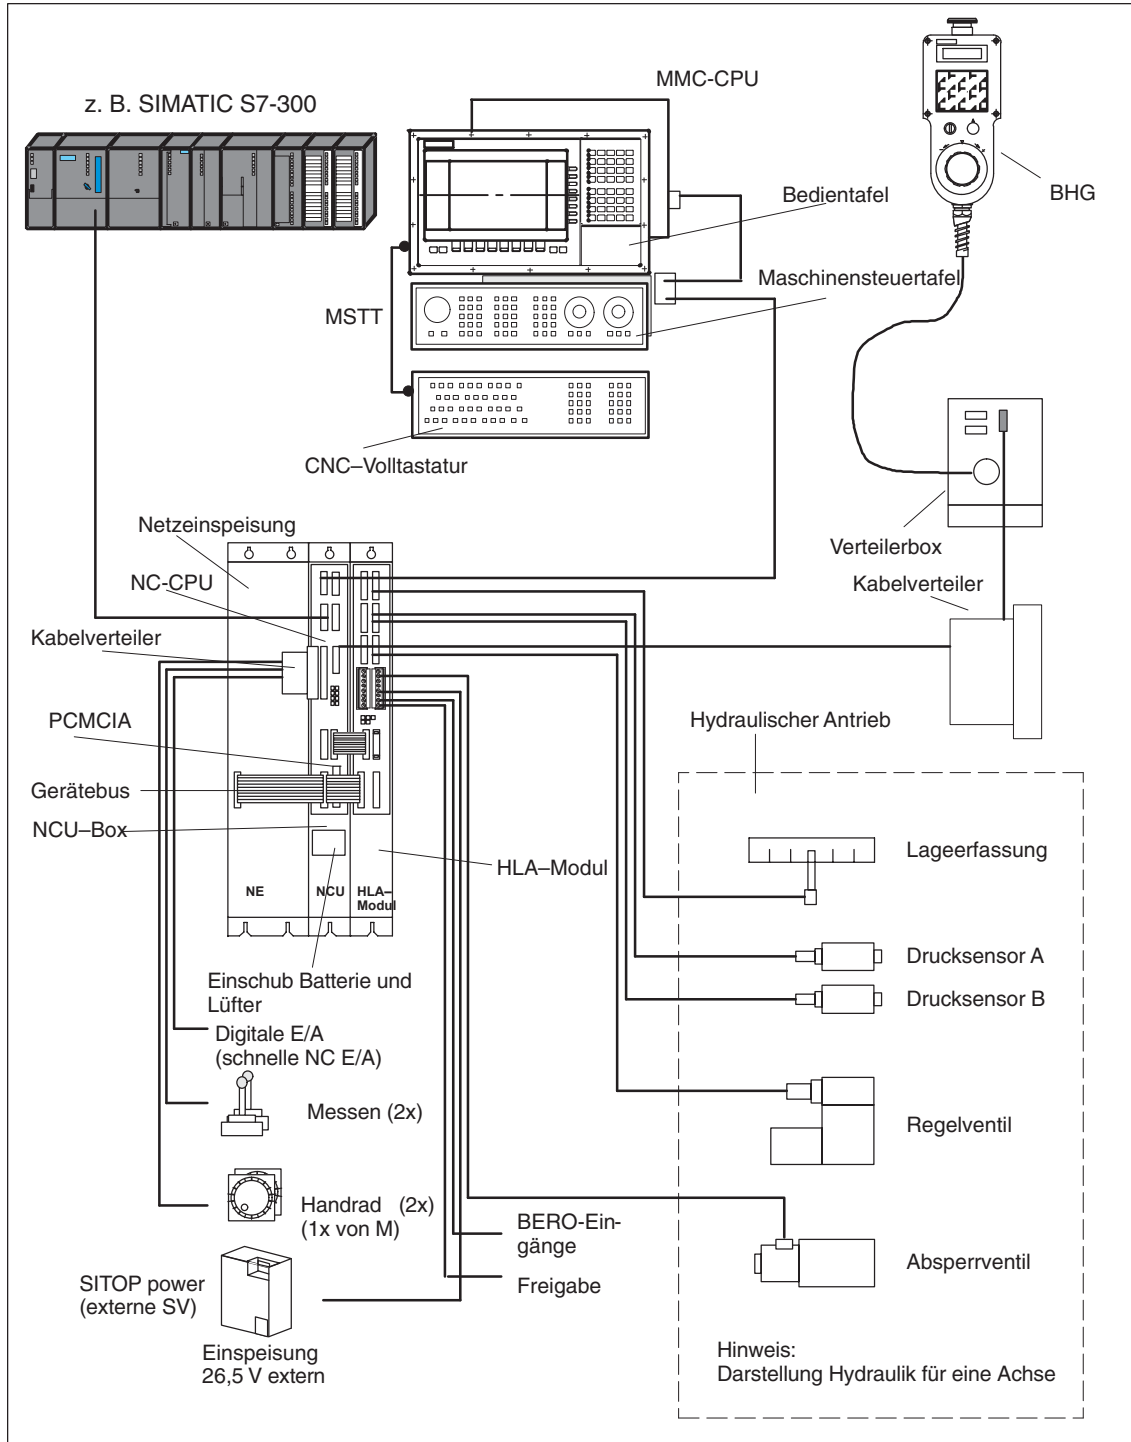 MMC-CPU
z. B. SIMATIC S7-300
Bedientafel
BHG
Maschinensteuertafel
MSTT
CNC–Volltastatur
Netzeinspeisung
Verteilerbox
NC-CPU
Kabelverteiler
Kabelverteiler
PCMCIA
Hydraulischer Antrieb
Gerätebus
NCU–Box
HLA–Modul
Lageerfassung
NE
NCU
HLA–
Modul
Drucksensor A
Einschub Batterie und
Lüfter
Drucksensor B
Digitale E/A
(schnelle NC E/A)
Messen (2x)
Regelventil
Handrad (2x)
(1x von M)
BERO-Ein-
gänge
Absperrventil
SITOP power
(externe SV)
Freigabe
Einspeisung
26,5 V extern
Hinweis:
Darstellung Hydraulik für eine Achse